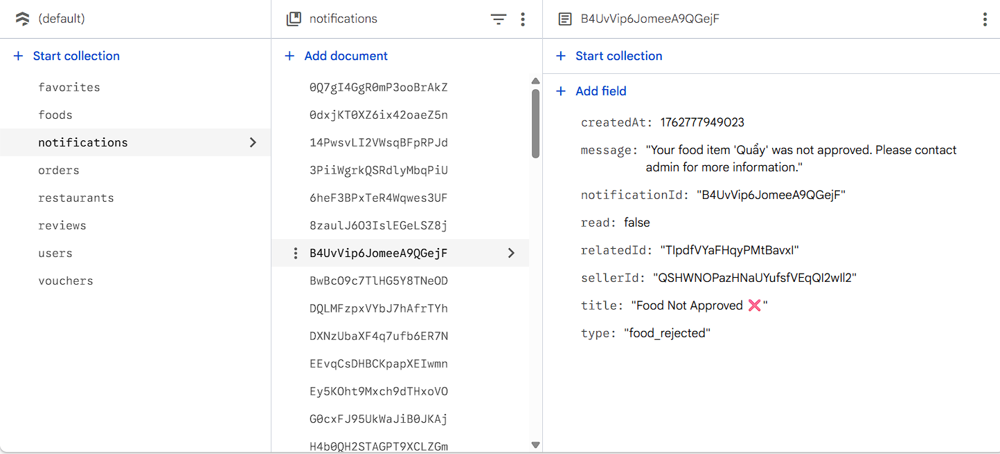 (default)
Start collection
favorites
foods
notifications
orders
restaurants
reviews
users
vouchers
notifications
Add document
0Q7gI4GgR0mP3ooBrAkZ
0dxjKT0XZ6ix42oaeZ5n
14PwsvLI2VWsqBFpRPJd
3PiiWgrkQSRdlyMbqPiU
6heF3BPxTeR4Wqwes3UF
8zaulJ6O3IslEGeLSZ8j
B4UvVip6JomeeA9QGejF
BwBcO9c7TlHG5Y8TNeOD
DQLMFzpxVYbJ7hAfrTYh
DXNzUbaXF4q7ufb6ER7N
EEvqCsDHBCKpapXEIwmn
Ey5KOht9Mxch9dTHxoVO
G0cxFJ95UkWaJiB0JKAj
H4b0QH2STAGPT9XCLZGm
B4UvVip6JomeeA9QGejF
Start collection
Add field
createdAt: 1762777949023
message: "Your food item 'Quẩy' was not approved. Please contact
admin for more information."
notificationId: "B4UvVip6JomeeA9QGejF"
read: false
relatedId: "TIpdfVYaFHqyPMtBavxI"
sellerId: "QSHWNOPazHNaUYufsfVEqQI2wIl2"
title: "Food Not Approved ❌"
type: "food_rejected"